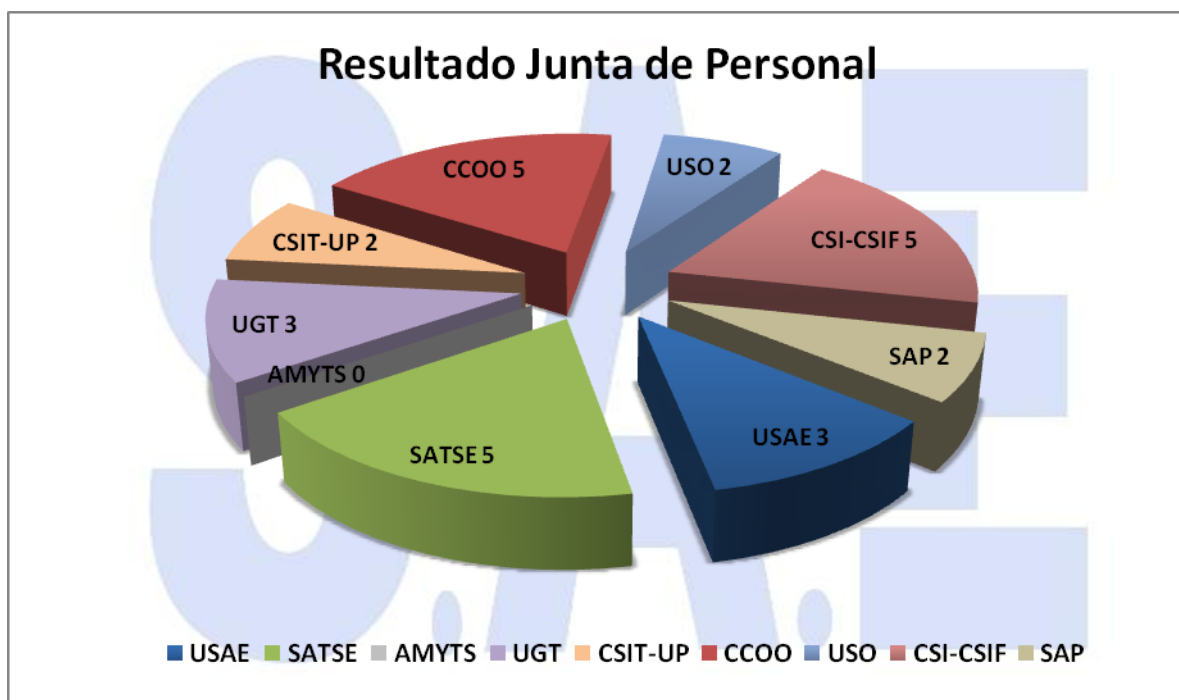 Resultado Junta de Personal
CCOO 5
USO 2
CSI-CSIF 5
CSIT-UP 2
UGT 3
SAP 2
AMYTS 0
USAE 3
SATSE 5
S.A.E
USAE SATSE AMYTS UGT CSIT-UP CCOO USO CSI-CSIF SAP